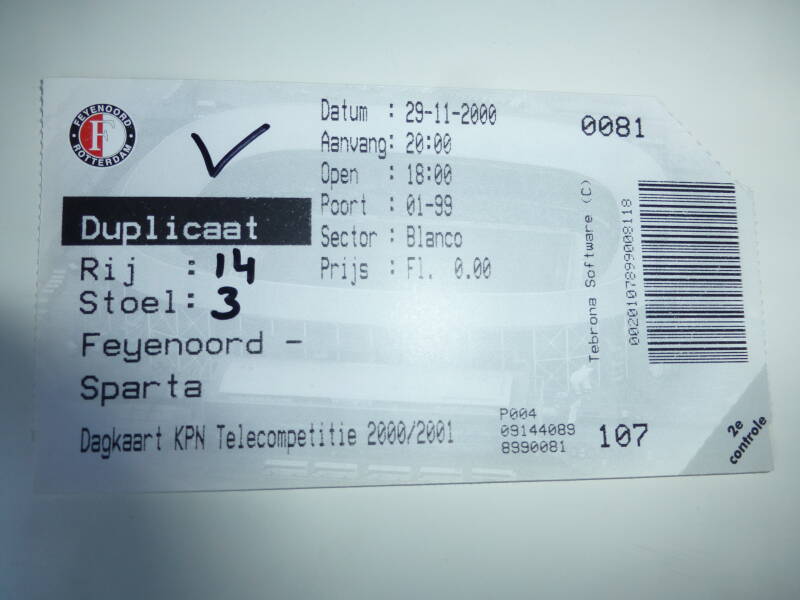 FEYENOORD
ROTTERDAM
Duplicaat
Rij : 14
Stoel: 3
Feyenoord -
Sparta
Dagkaart KPN Telecompetitie 2000/2001
Datum : 29-11-2000
Aanvang: 20:00
Open : 18:00
Poort : 01-99
Sector : Blanco
Prijs : Fl. 0.00
P004
09144089
8990081
0081
107
Tebrona Software (C)
0020107899008118
2e
controle